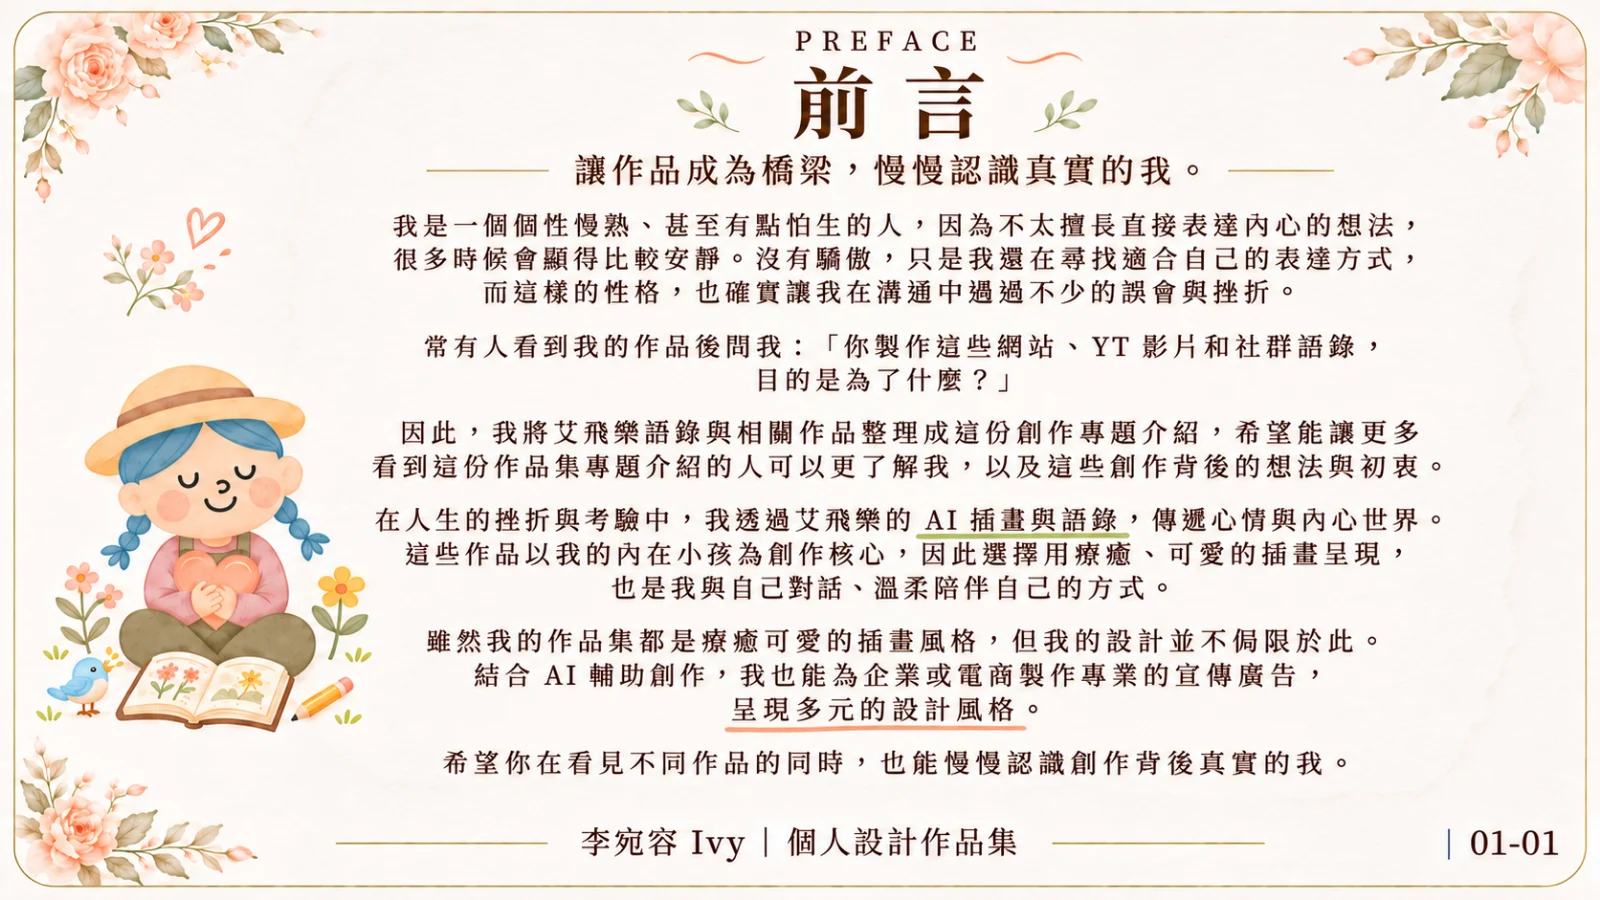 PREFACE
前言
讓作品成為橋梁，慢慢認識真實的我。
我是一個個性慢熟、甚至有點怕生的人，因為不太擅長直接表達內心的想法，
很多時候會顯得比較安靜。沒有驕傲，只是我還在尋找適合自己的表達方式，
而這樣的性格，也確實讓我在溝通中遇過不少的誤會與挫折。
常有人看到我的作品後問我：「你製作這些網站、YT 影片和社群語錄，
目的是為了什麼？」
因此，我將艾飛樂語錄與相關作品整理成這份創作專題介紹，希望能讓更多
看到這份作品集專題介紹的人可以更了解我，以及這些創作背後的想法與初衷。
在人生的挫折與考驗中，我透過艾飛樂的 AI 插畫與語錄，傳遞心情與內心世界。
這些作品以我的內在小孩為創作核心，因此選擇用療癒、可愛的插畫呈現，
也是我與自己對話、溫柔陪伴自己的方式。
雖然我的作品集都是療癒可愛的插畫風格，但我的設計並不侷限於此。
結合 AI 輔助創作，我也能為企業或電商製作專業的宣傳廣告，
呈現多元的設計風格。
希望你在看見不同作品的同時，也能慢慢認識創作背後真實的我。
李宛容 Ivy｜個人設計作品集
| 01-01